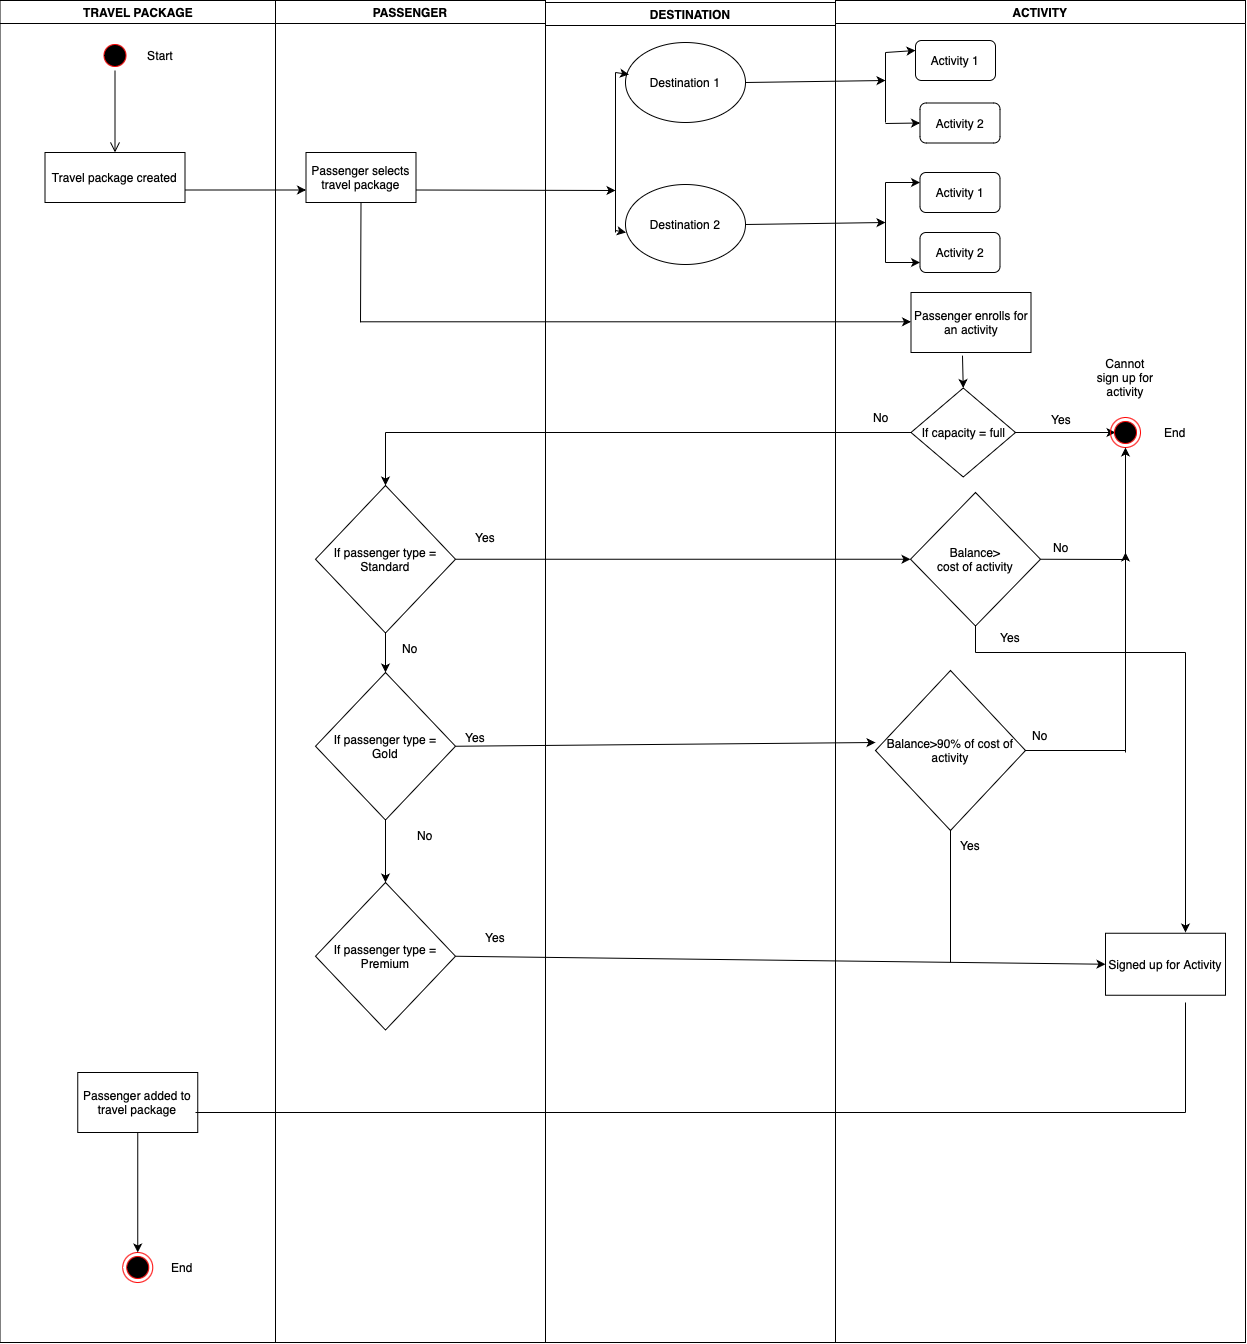 TRAVEL PACKAGE
PASSENGER
DESTINATION
ACTIVITY
Start
Destination 1
Activity 1
Activity 2
Travel package created
Passenger selects
travel package
Destination 2
Activity 1
Activity 2
Passenger enrolls for
an activity
Cannot
sign up for
activity
No
If capacity = full
Yes
End
If passenger type =
Standard
Yes
Balance>
cost of activity
No
Yes
No
If passenger type =
Gold
Yes
Balance>90% of cost of
activity
No
No
Yes
If passenger type =
Premium
Yes
Signed up for Activity
Passenger added to
travel package
End